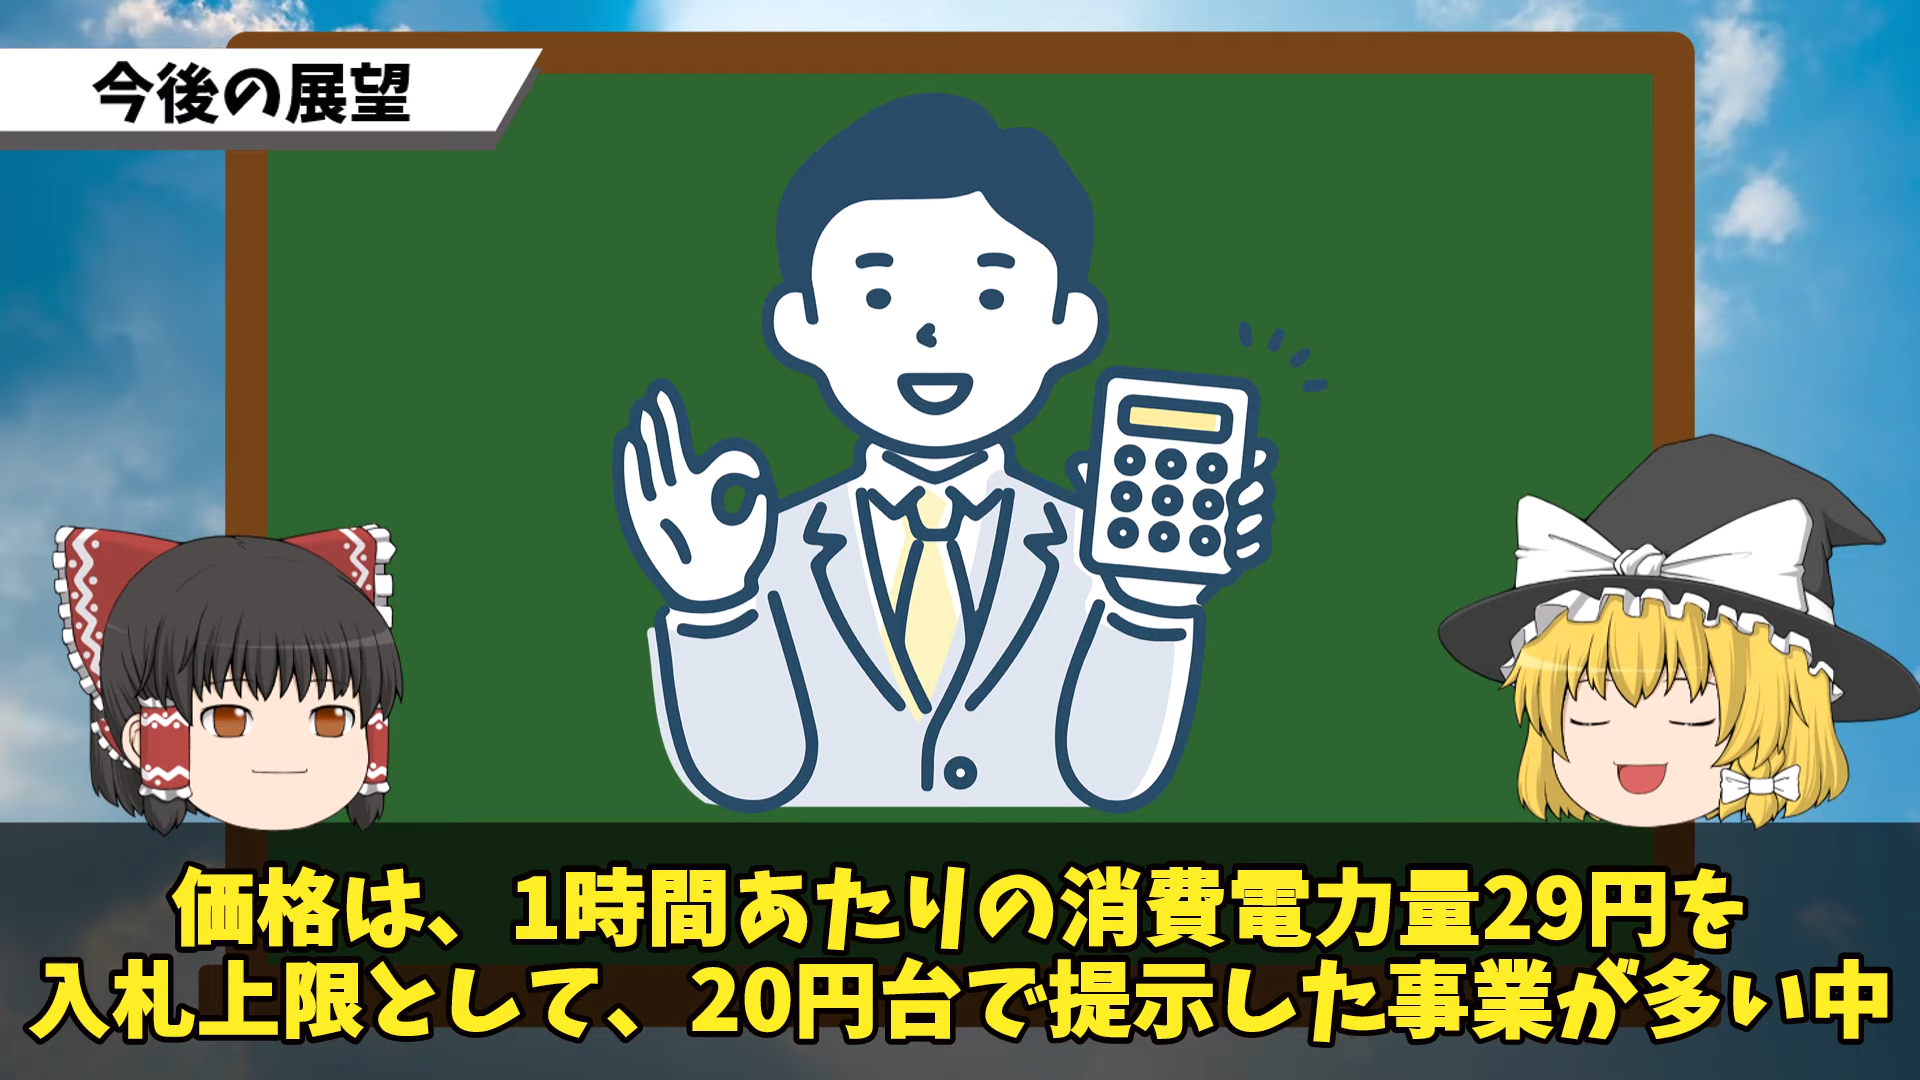 今後の展望
価格は、1時間あたりの消費電力量29円を
入札上限として、20円台で提示した事業が多い中